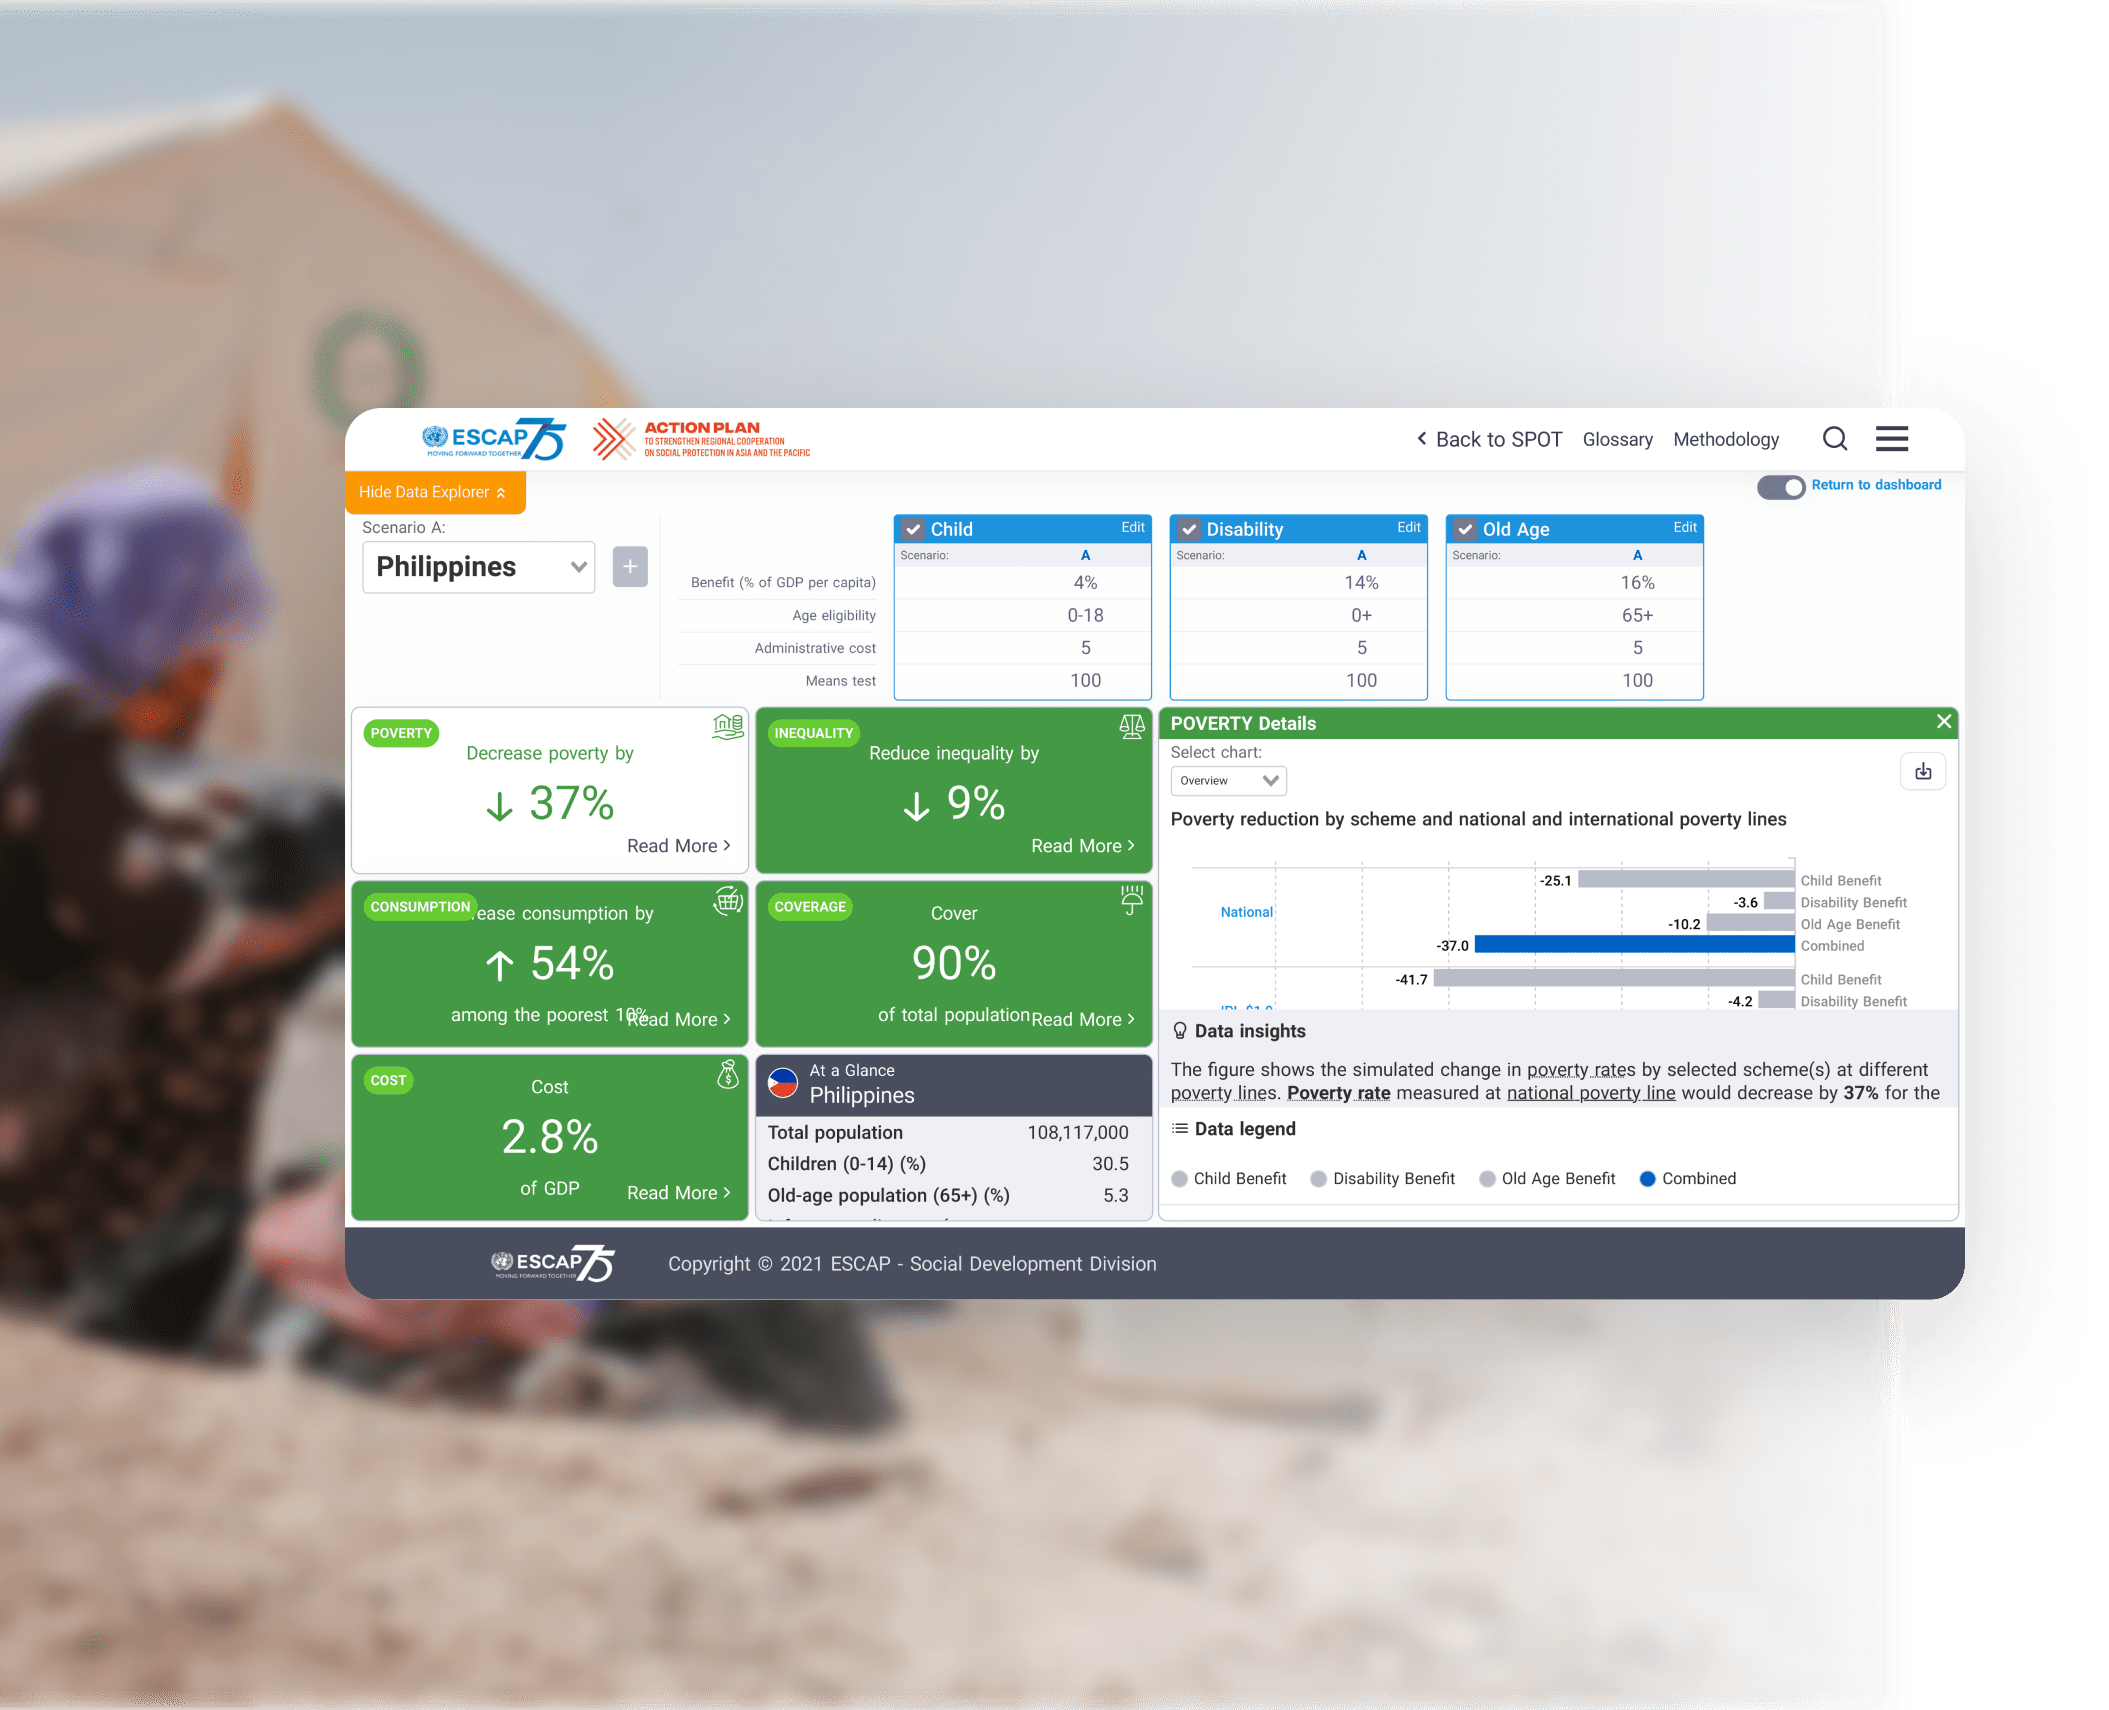 ESCAP 75
MOVING FORWARD TOGETHER
ACTION PLAN
TO STRENGTHEN REGIONAL COOPERATION
ON SOCIAL PROTECTION IN ASIA AND THE PACIFIC
Back to SPOT Glossary Methodology
Hide Data Explorer
Return to dashboard
Scenario A:
Philippines
+
Child Edit
Disability Edit
Old Age Edit
Scenario: A
Scenario: A
Scenario: A
Benefit (% of GDP per capita) 4% 14% 16%
Age eligibility 0-18 0+ 65+
Administrative cost 5 5 5
Means test 100 100 100
POVERTY
Decrease poverty by
↓ 37%
Read More >
INEQUALITY
Reduce inequality by
↓ 9%
Read More >
CONSUMPTION
ease consumption by
↑ 54%
among the poorest 10%
Read More >
COVERAGE
Cover
90%
of total population
Read More >
COST
Cost
2.8%
of GDP
Read More >
At a Glance
Philippines
Total population 108,117,000
Children (0-14) (%) 30.5
Old-age population (65+) (%) 5.3
POVERTY Details
Select chart:
Overview
Poverty reduction by scheme and national and international poverty lines
National
-25.1 Child Benefit
-3.6 Disability Benefit
-10.2 Old Age Benefit
-37.0 Combined
-41.7 Child Benefit
-4.2 Disability Benefit
Data insights
The figure shows the simulated change in poverty rates by selected scheme(s) at different
poverty lines. Poverty rate measured at national poverty line would decrease by 37% for the
Data legend
Child Benefit Disability Benefit Old Age Benefit Combined
ESCAP 75
MOVING FORWARD TOGETHER
Copyright © 2021 ESCAP - Social Development Division